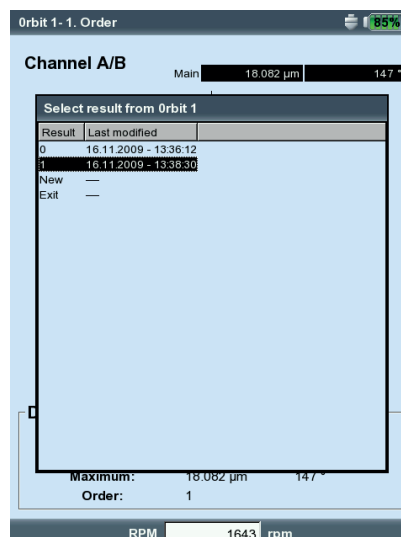 0rbit 1- 1. Order 85%
Channel A/B
Main 18.082 µm 147 °
Select result from 0rbit 1
Result Last modified
0 16.11.2009 - 13:36:12
1 16.11.2009 - 13:38:30
New —
Exit —
D
Maximum: 18.082 µm 147 °
Order: 1
RPM 1643 rpm